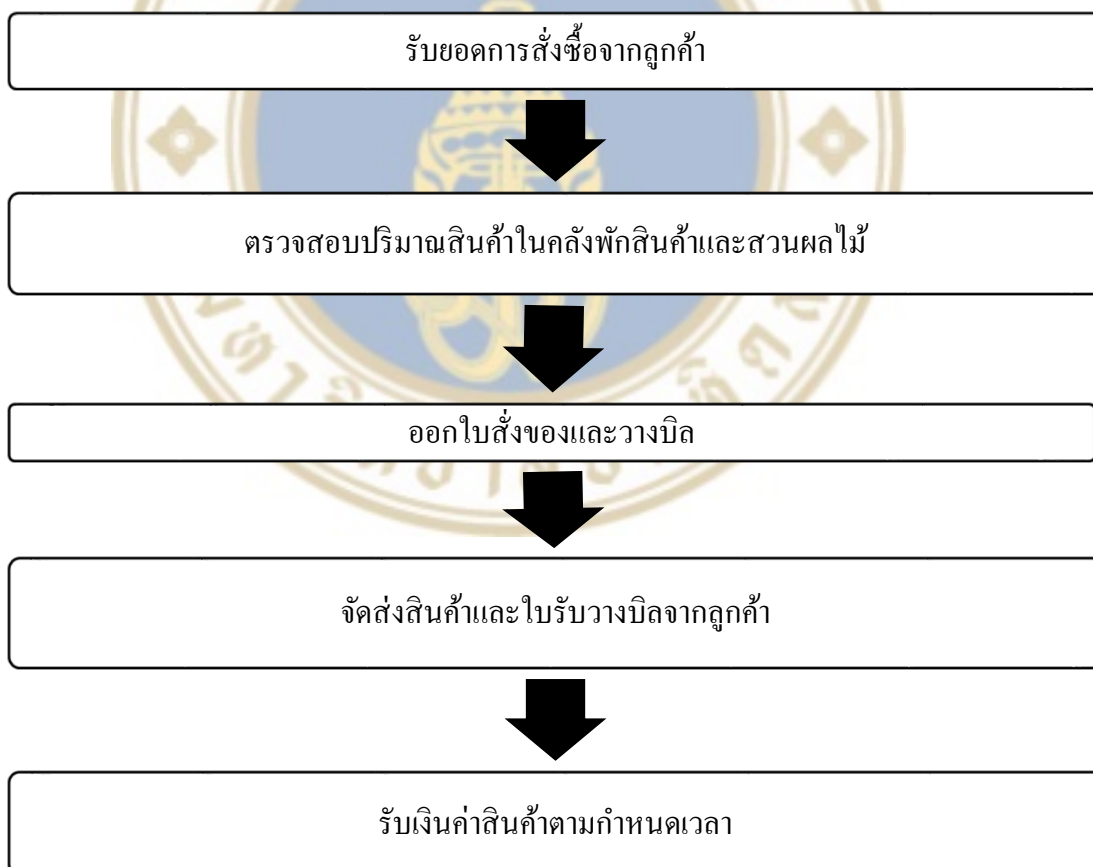 รับยอดการสั่งซื้อจากลูกค้า
ตรวจสอบปริมาณสินค้าในคลังพักสินค้าและสวนผลไม้
ออกใบสั่งของและวางบิล
จัดส่งสินค้าและใบรับวางบิลจากลูกค้า
รับเงินค่าสินค้าตามกำหนดเวลา